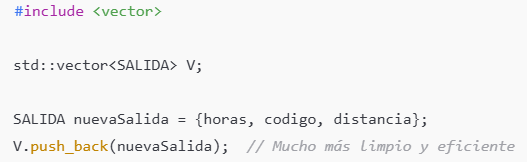 #include <vector>
std::vector<SALIDA> V;
SALIDA nuevaSalida = {horas, codigo, distancia};
V.push_back(nuevaSalida);  // Mucho más limpio y eficiente